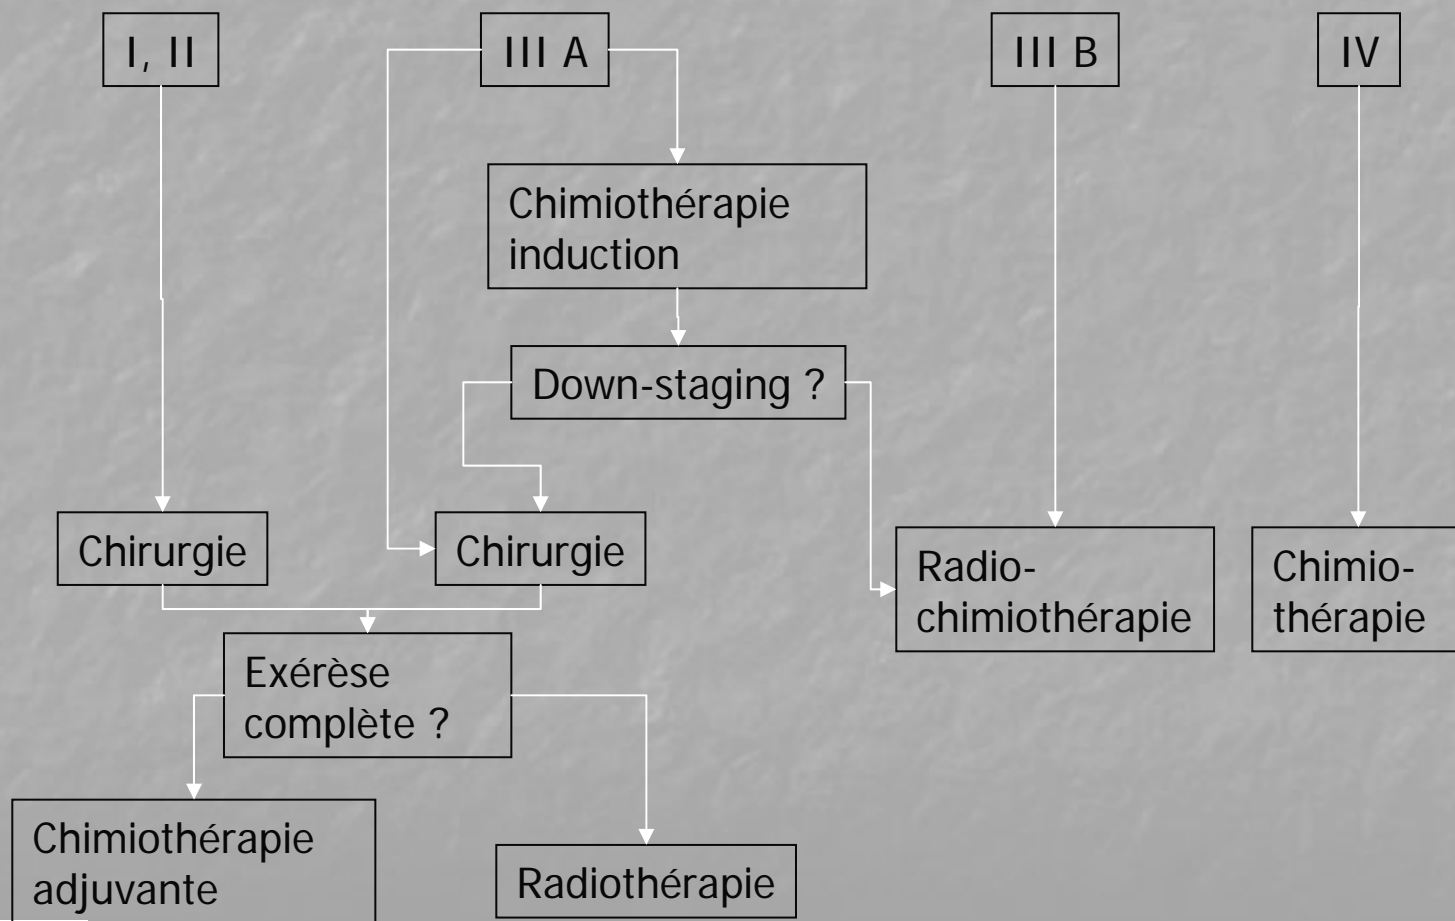 I, II
III A
III B
IV
Chimiothérapie
induction
Down-staging ?
Chirurgie
Chirurgie
Radio-
chimiothérapie
Chimio-
thérapie
Exérèse
complète ?
Chimiothérapie
adjuvante
Radiothérapie